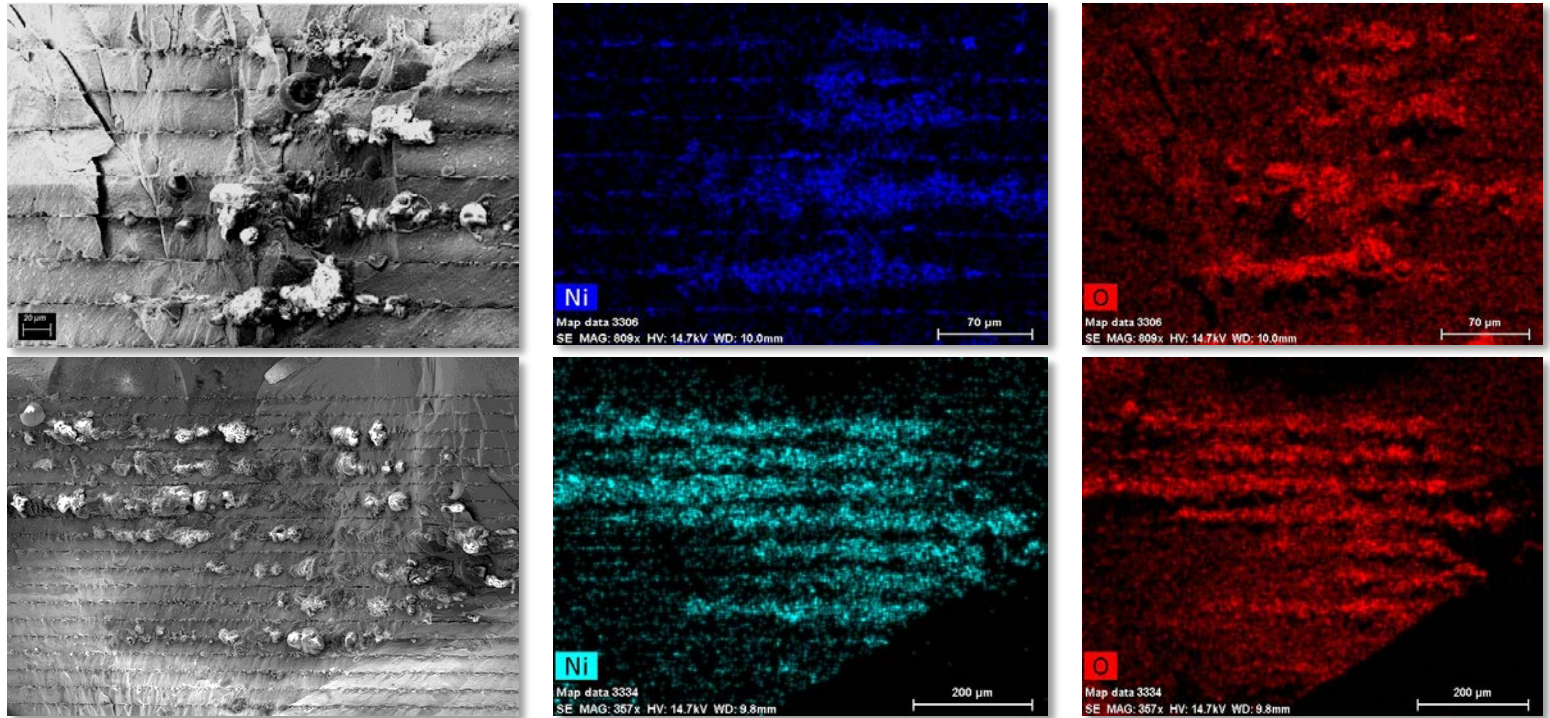 20 µm
Ni
Map data 3306
SE MAG: 809x HV: 14.7kV WD: 10.0mm
70 µm
O
Map data 3306
SE MAG: 809x HV: 14.7kV WD: 10.0mm
70 µm
Ni
Map data 3334
SE MAG: 357x HV: 14.7kV WD: 9.8mm
200 µm
O
Map data 3334
SE MAG: 357x HV: 14.7kV WD: 9.8mm
200 µm